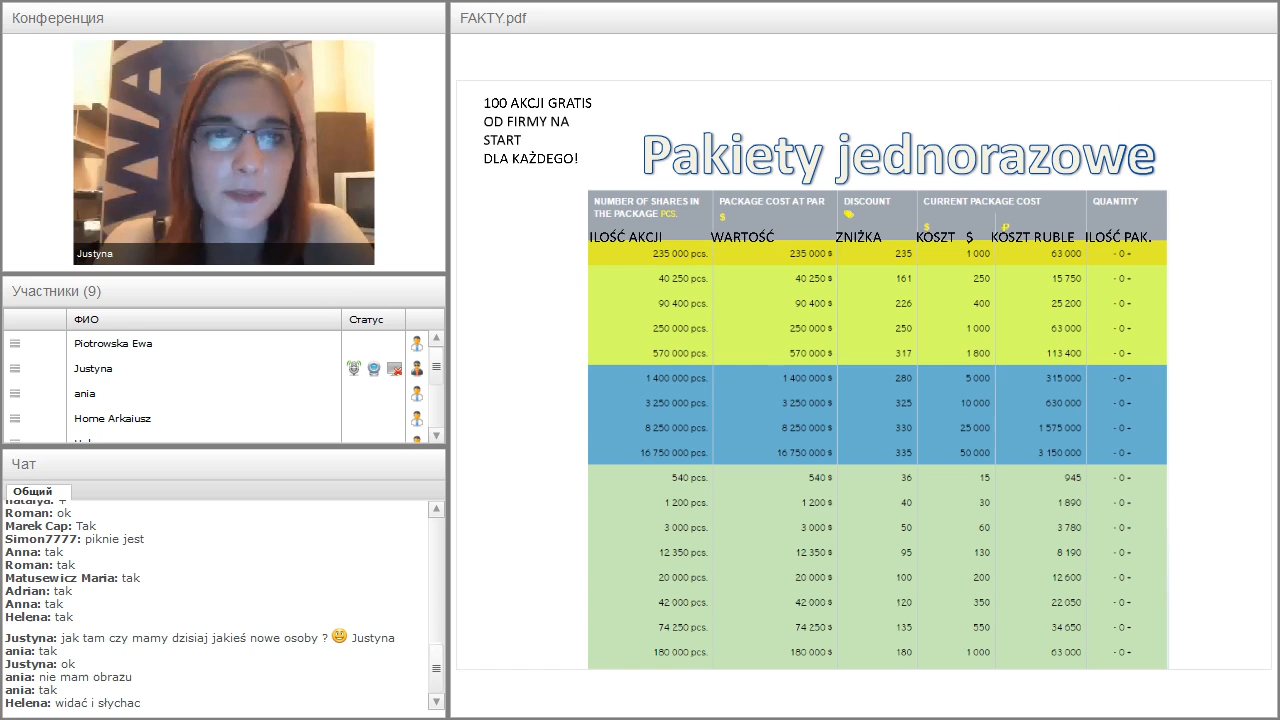 Конференция
WAY
Justyna
Участники (9)
ФИО Статус
Piotrowska Ewa
Justyna
ania
Home Arkaiusz
Чат
Общий
natalya: +
Roman: ok
Marek Cap: Tak
Simon7777: piknie jest
Anna: tak
Roman: tak
Matusewicz Maria: tak
Adrian: tak
Anna: tak
Helena: tak
Justyna: jak tam czy mamy dzisiaj jakieś nowe osoby ? Justyna
ania: tak
Justyna: ok
ania: nie mam obrazu
ania: tak
Helena: widać i słychac
FAKTY.pdf
100 AKCJI GRATIS
OD FIRMY NA
START
DLA KAŻDEGO!
Pakiety jednorazowe
NUMBER OF SHARES IN THE PACKAGE PCS. PACKAGE COST AT PAR $ DISCOUNT CURRENT PACKAGE COST $ ₽ QUANTITY
ILOŚĆ AKCJI WARTOŚĆ ZNIŻKA KOSZT $ KOSZT RUBLE ILOŚĆ PAK.
235 000 pcs. 235 000 $ 235 1 000 63 000 - 0 +
40 250 pcs. 40 250 $ 161 250 15 750 - 0 +
90 400 pcs. 90 400 $ 226 400 25 200 - 0 +
250 000 pcs. 250 000 $ 250 1 000 63 000 - 0 +
570 000 pcs. 570 000 $ 317 1 800 113 400 - 0 +
1 400 000 pcs. 1 400 000 $ 280 5 000 315 000 - 0 +
3 250 000 pcs. 3 250 000 $ 325 10 000 630 000 - 0 +
8 250 000 pcs. 8 250 000 $ 330 25 000 1 575 000 - 0 +
16 750 000 pcs. 16 750 000 $ 335 50 000 3 150 000 - 0 +
540 pcs. 540 $ 36 15 945 - 0 +
1 200 pcs. 1 200 $ 40 30 1 890 - 0 +
3 000 pcs. 3 000 $ 50 60 3 780 - 0 +
12 350 pcs. 12 350 $ 95 130 8 190 - 0 +
20 000 pcs. 20 000 $ 100 200 12 600 - 0 +
42 000 pcs. 42 000 $ 120 350 22 050 - 0 +
74 250 pcs. 74 250 $ 135 550 34 650 - 0 +
180 000 pcs. 180 000 $ 180 1 000 63 000 - 0 +